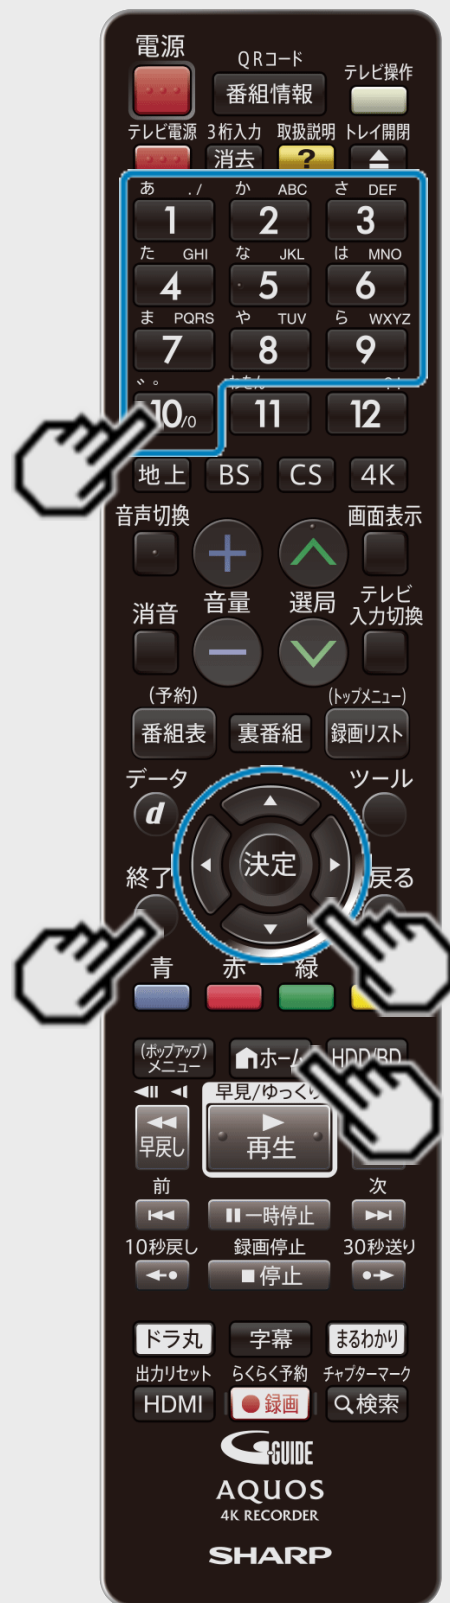 電源
QRコード
テレビ操作
番組情報
テレビ電源 3桁入力 取扱説明 トレイ開閉
消去 ?
あ ./ か ABC さ DEF
1 2 3
た GHI な JKL は MNO
4 5 6
ま PQRS や TUV ら WXYZ
7 8 9
10/0 11 12
地上 BS CS 4K
音声切換 画面表示
+
消音 音量 選局 テレビ
入力切換
−
(予約) (トップメニュー)
番組表 裏番組 録画リスト
データ ツール
d
決定
終了 戻る
青 赤 緑
(ポップアップ)
メニュー ホーム HDD/BD
早見/ゆっくり
早戻し 再生
前 次
一時停止
10秒戻し 録画停止 30秒送り
停止
ドラ丸 字幕 まるわかり
出力リセット らくらく予約 チャプターマーク
HDMI 録画 検索
G-GUIDE
AQUOS
4K RECORDER
SHARP